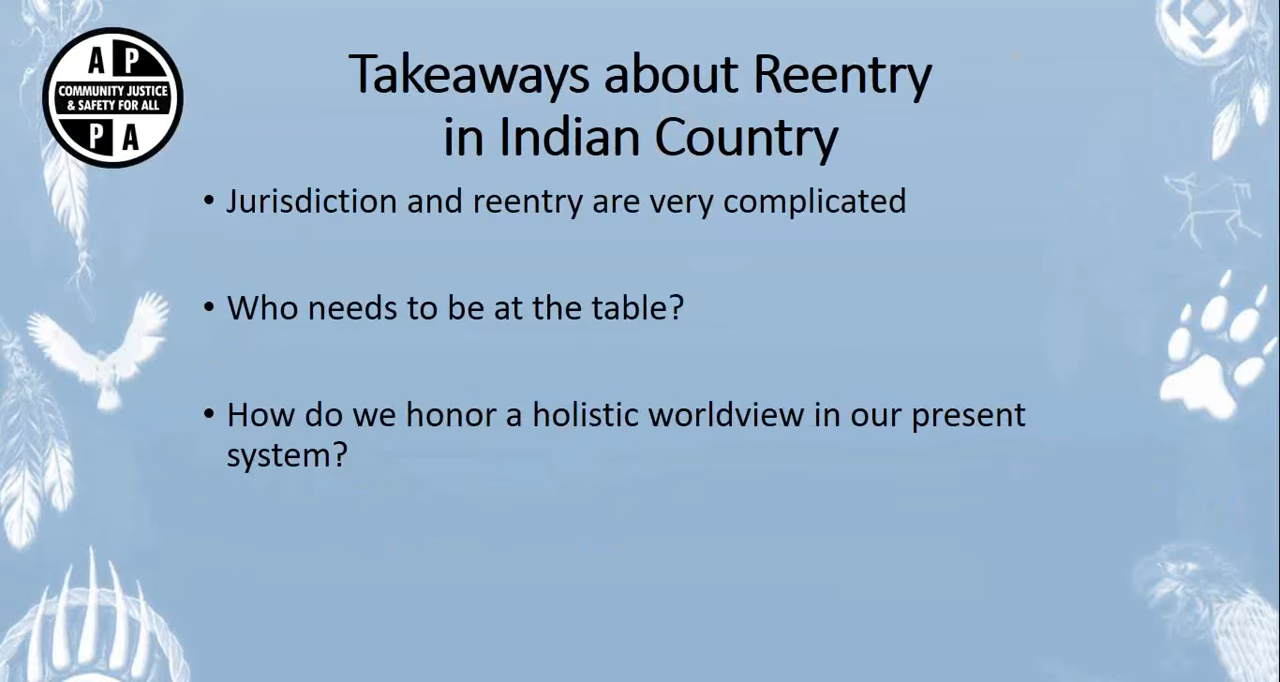 A P
COMMUNITY JUSTICE
& SAFETY FOR ALL
P A
Takeaways about Reentry
in Indian Country
• Jurisdiction and reentry are very complicated
• Who needs to be at the table?
• How do we honor a holistic worldview in our present
system?